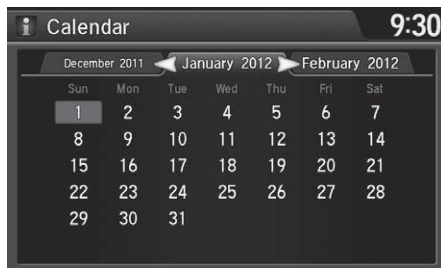 i Calendar 9:30
December 2011 January 2012 February 2012
Sun Mon Tue Wed Thu Fri Sat
1 2 3 4 5 6 7
8 9 10 11 12 13 14
15 16 17 18 19 20 21
22 23 24 25 26 27 28
29 30 31